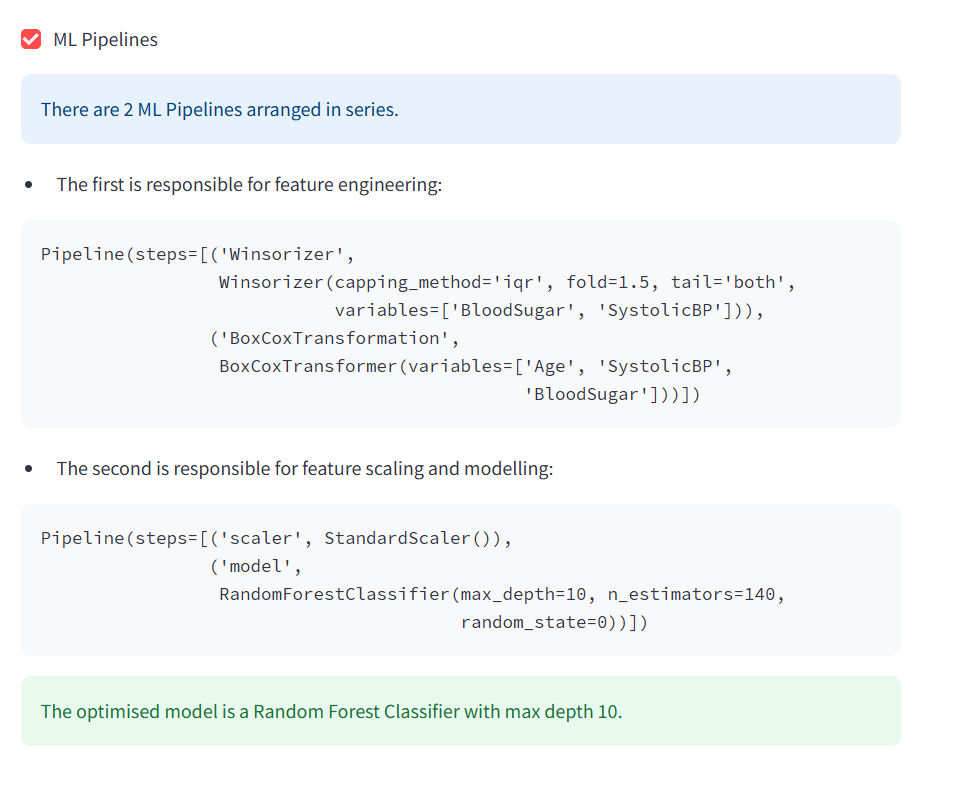 ML Pipelines
There are 2 ML Pipelines arranged in series.
The first is responsible for feature engineering:
Pipeline(steps=[('Winsorizer',
Winsorizer(capping_method='iqr', fold=1.5, tail='both',
variables=['BloodSugar', 'SystolicBP'])),
('BoxCoxTransformation',
BoxCoxTransformer(variables=['Age', 'SystolicBP',
'BloodSugar']))])
The second is responsible for feature scaling and modelling:
Pipeline(steps=[('scaler', StandardScaler()),
('model',
RandomForestClassifier(max_depth=10, n_estimators=140,
random_state=0))])
The optimised model is a Random Forest Classifier with max depth 10.